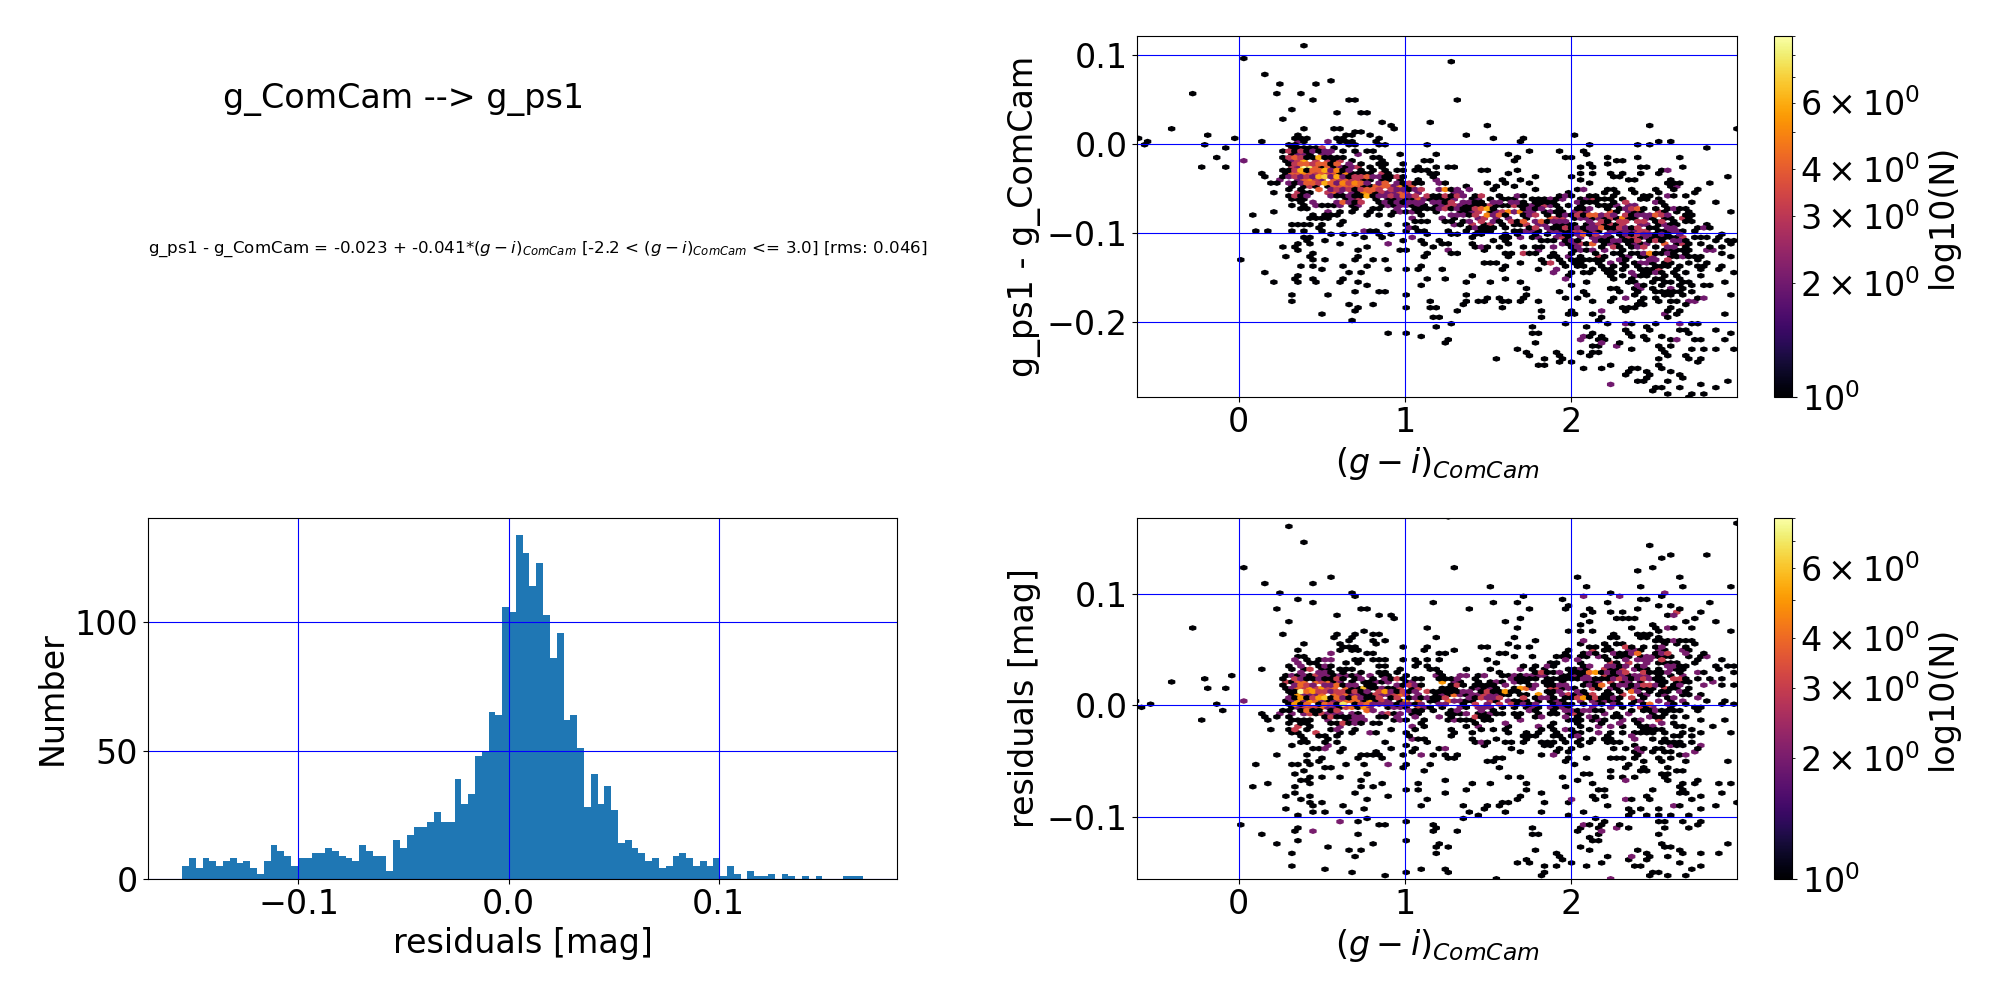 g_ComCam --> g_ps1
g_ps1 - g_ComCam = -0.023 + -0.041*(g − i)ComCam [-2.2 < (g − i)ComCam <= 3.0] [rms: 0.046]
0.1
0.0
−0.1
−0.2
g_ps1 - g_ComCam
0
1
2
(g − i)ComCam
6 × 10⁰
4 × 10⁰
3 × 10⁰
2 × 10⁰
10⁰
log10(N)
100
50
0
Number
−0.1
0.0
0.1
residuals [mag]
0.1
0.0
−0.1
residuals [mag]
0
1
2
(g − i)ComCam
6 × 10⁰
4 × 10⁰
3 × 10⁰
2 × 10⁰
10⁰
log10(N)